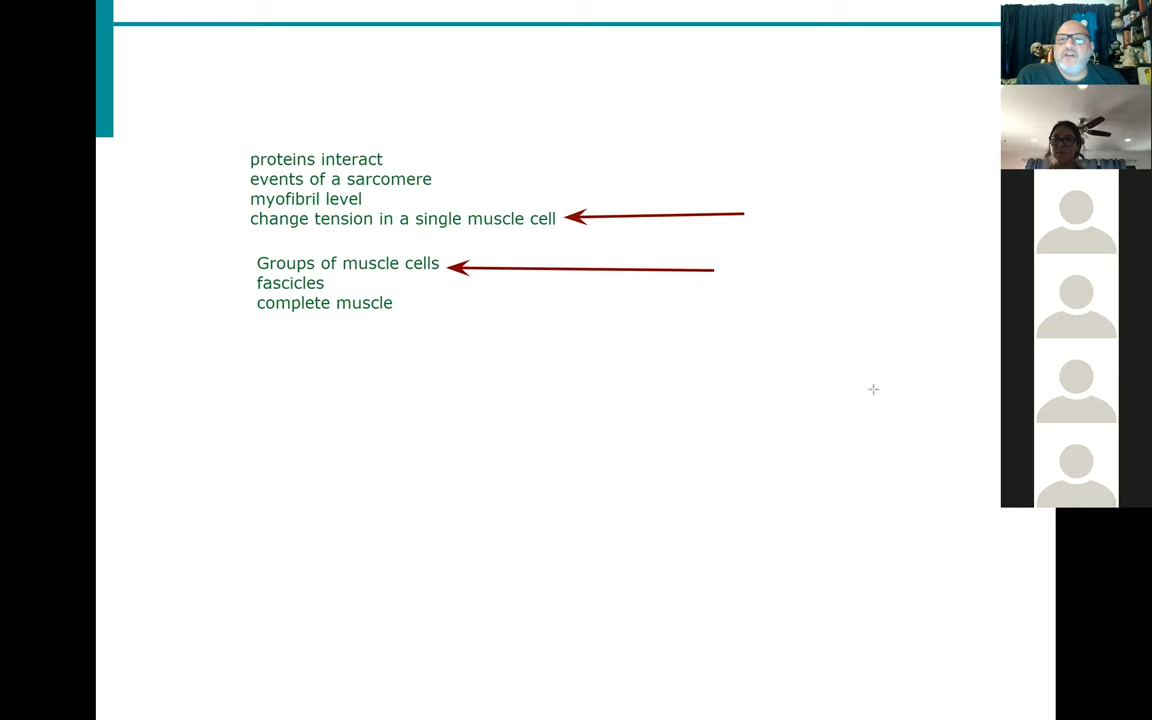 proteins interact
events of a sarcomere
myofibril level
change tension in a single muscle cell
Groups of muscle cells
fascicles
complete muscle